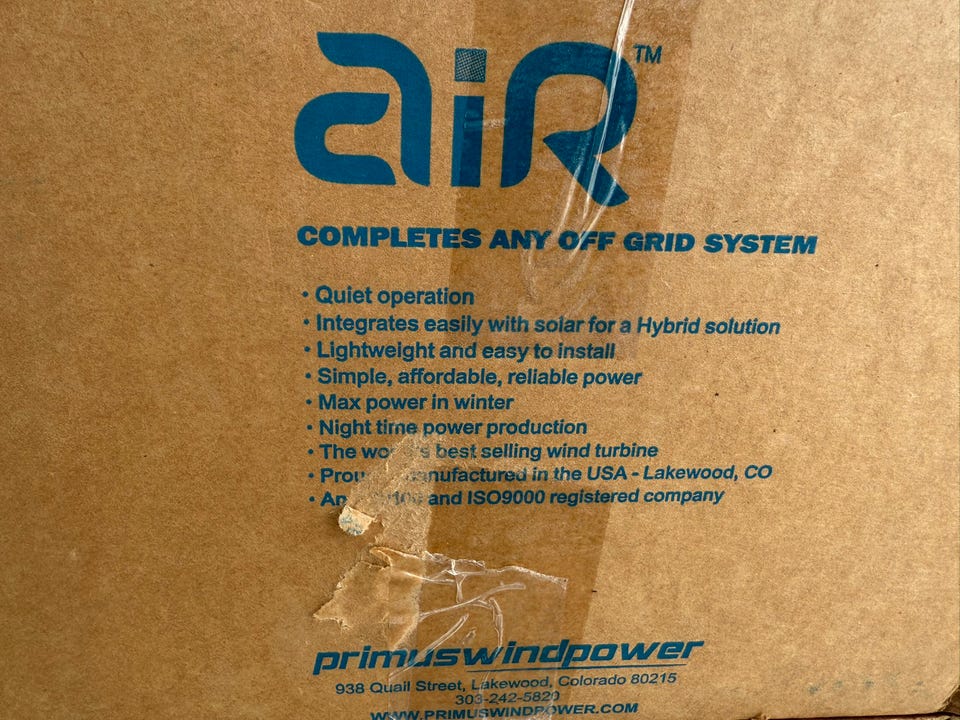 aiR™
COMPLETES ANY OFF GRID SYSTEM
• Quiet operation
• Integrates easily with solar for a Hybrid solution
• Lightweight and easy to install
• Simple, affordable, reliable power
• Max power in winter
• Night time power production
• The best selling wind turbine
• manufactured in the USA - Lakewood, CO
• and ISO9000 registered company
primuswindpower
938 Quail Street, Lakewood, Colorado 80215
303-242-5820
WWW.PRIMUSWINDPOWER.COM